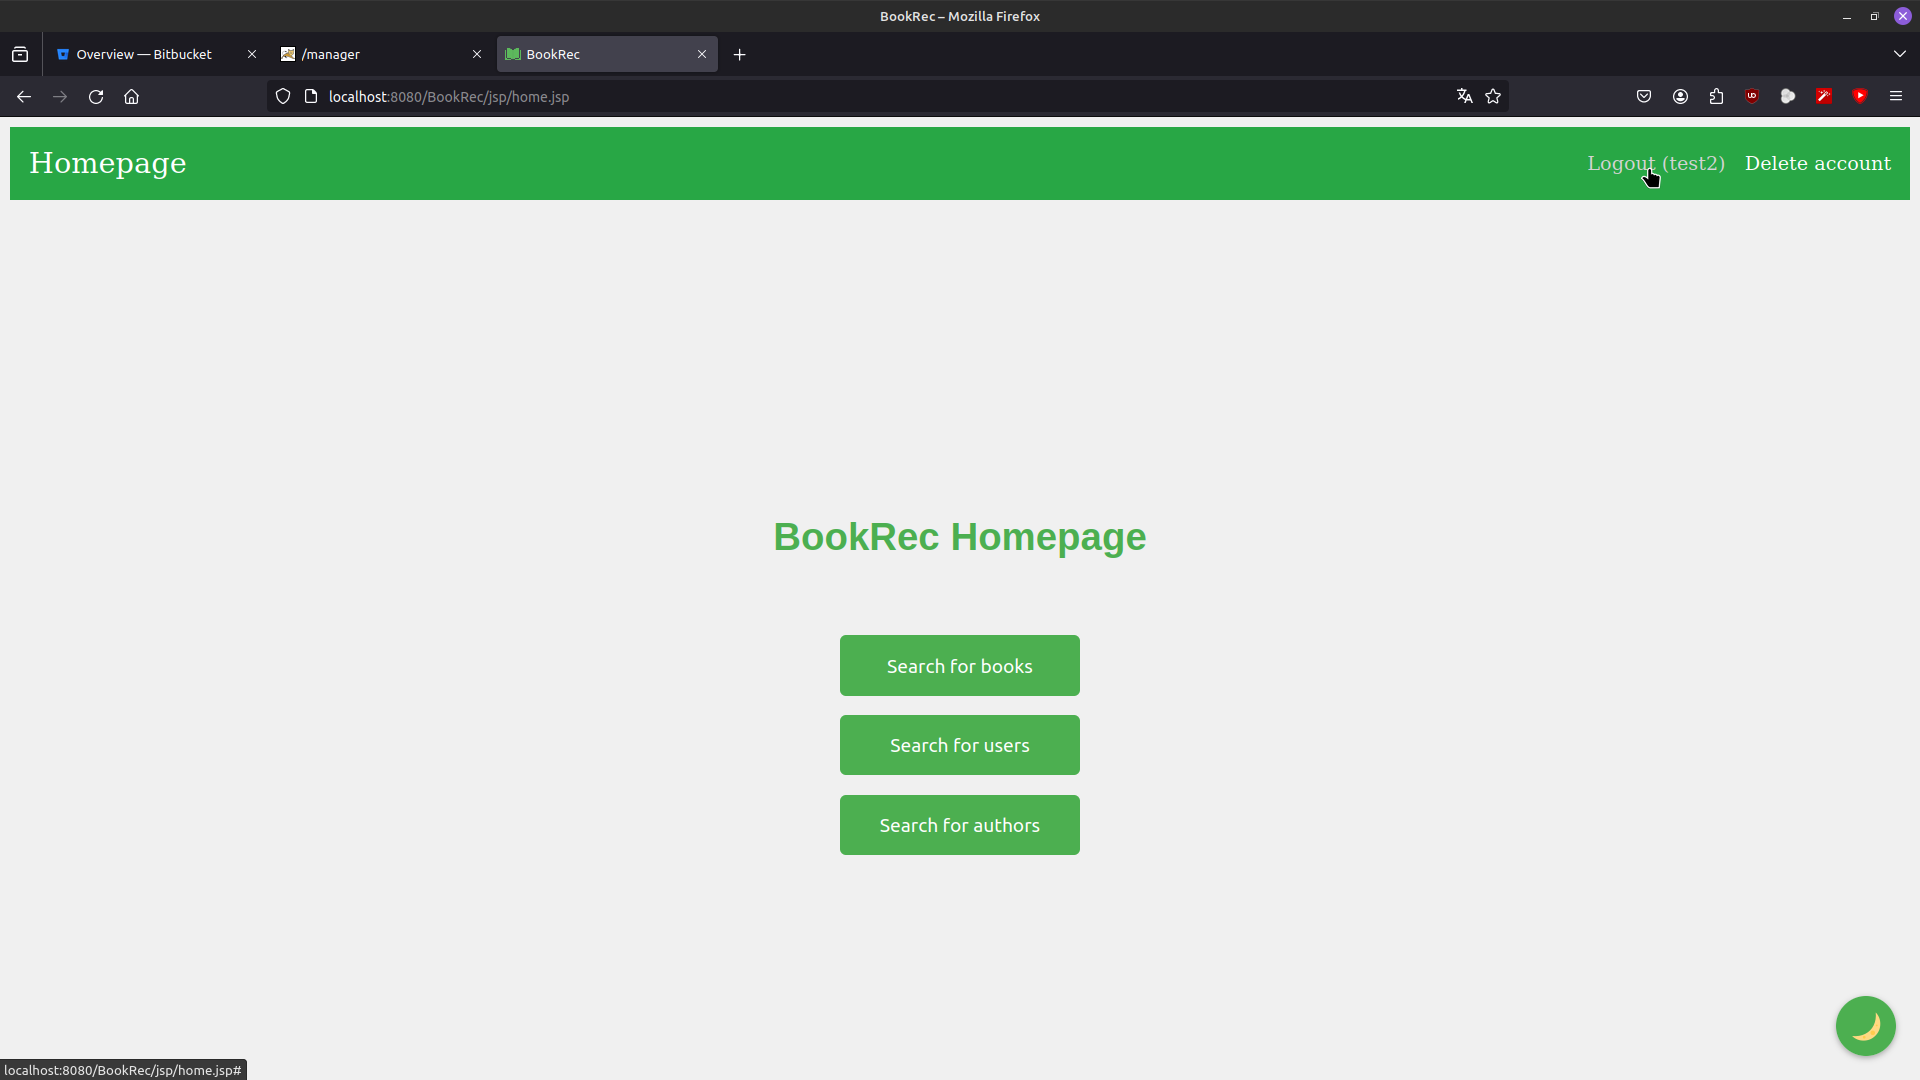 BookRec – Mozilla Firefox
Overview — Bitbucket
/manager
BookRec
localhost:8080/BookRec/jsp/home.jsp
Homepage
Logout (test2)
Delete account
BookRec Homepage
Search for books
Search for users
Search for authors
localhost:8080/BookRec/jsp/home.jsp#